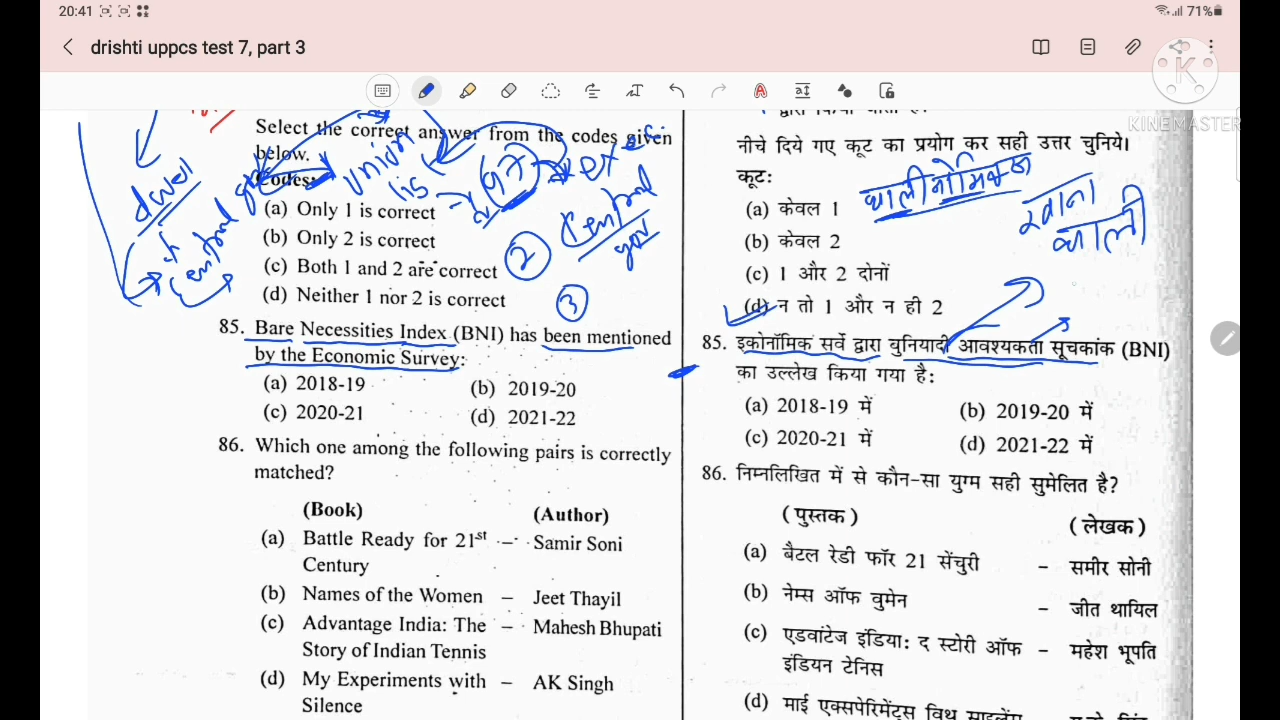 20:41
71%
drishti uppcs test 7, part 3
KINEMASTER
Select the correct answer from the codes given
below.
Codes:
(a) Only 1 is correct
(b) Only 2 is correct
(c) Both 1 and 2 are correct
(d) Neither 1 nor 2 is correct
85. Bare Necessities Index (BNI) has been mentioned
by the Economic Survey:
(a) 2018-19 (b) 2019-20
(c) 2020-21 (d) 2021-22
86. Which one among the following pairs is correctly
matched?
(Book) (Author)
(a) Battle Ready for 21st – Samir Soni
Century
(b) Names of the Women – Jeet Thayil
(c) Advantage India: The – Mahesh Bhupati
Story of Indian Tennis
(d) My Experiments with – AK Singh
Silence
नीचे दिये गए कूट का प्रयोग कर सही उत्तर चुनिये।
कूट:
(a) केवल 1
(b) केवल 2
(c) 1 और 2 दोनों
(d) न तो 1 और न ही 2
85. इकोनॉमिक सर्वे द्वारा बुनियादी आवश्यकता सूचकांक (BNI)
का उल्लेख किया गया है:
(a) 2018-19 में (b) 2019-20 में
(c) 2020-21 में (d) 2021-22 में
86. निम्नलिखित में से कौन-सा युग्म सही सुमेलित है?
(पुस्तक) (लेखक)
(a) बैटल रेडी फॉर 21 सेंचुरी – समीर सोनी
(b) नेम्स ऑफ वुमेन – जीत थायिल
(c) एडवांटेज इंडिया: द स्टोरी ऑफ – महेश भूपति
इंडियन टेनिस
(d) माई एक्सपेरिमेंट्स विथ साइलेंस
थालीनोमिक्स
खाना
थाली
union
list
97
central
gov
2
3